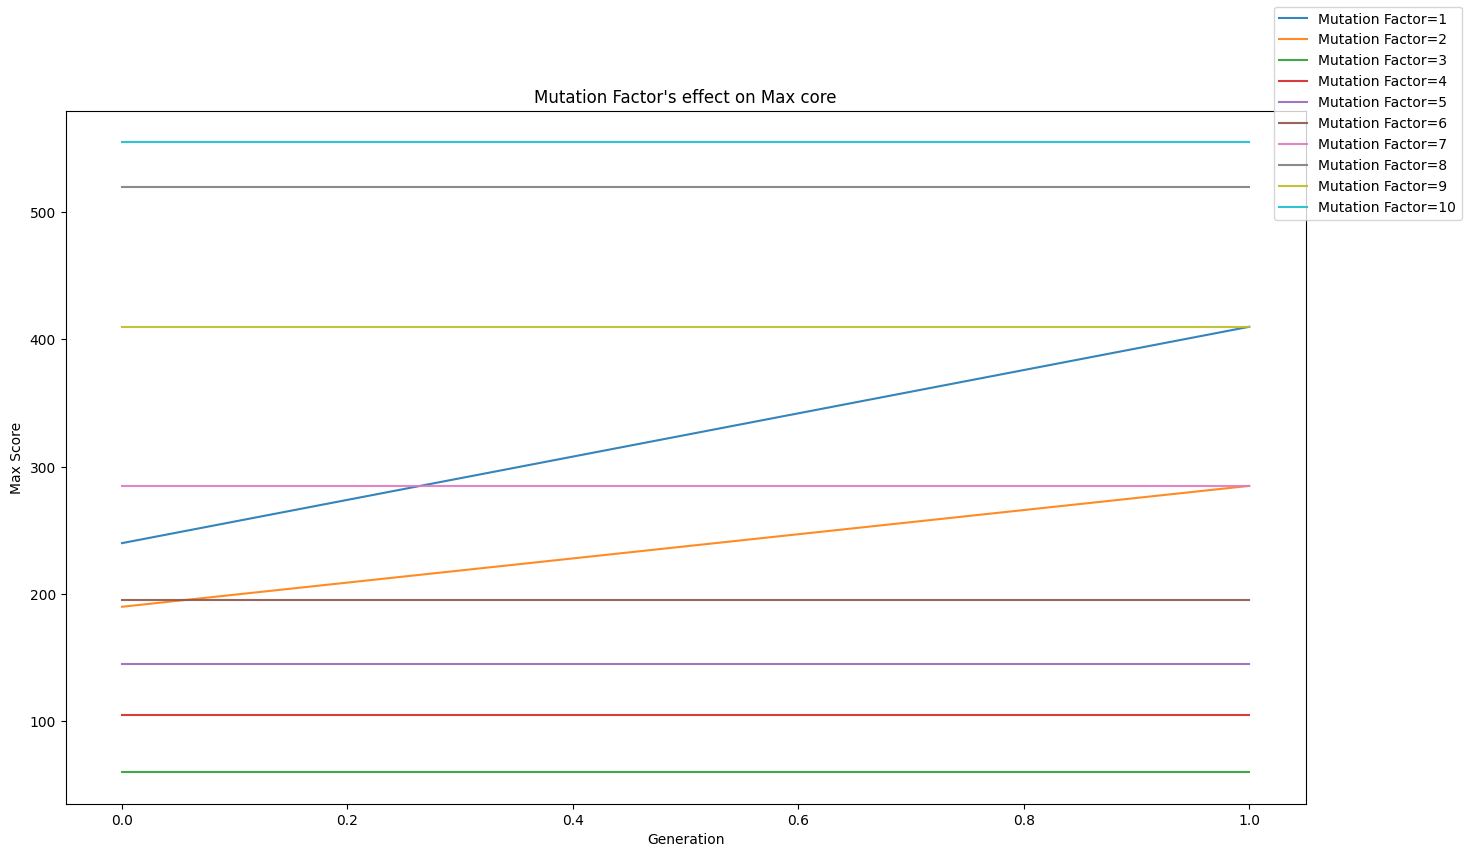 Mutation Factor=1
Mutation Factor=2
Mutation Factor=3
Mutation Factor=4
Mutation Factor=5
Mutation Factor=6
Mutation Factor=7
Mutation Factor=8
Mutation Factor=9
Mutation Factor=10
Mutation Factor's effect on Max core
Max Score
500
400
300
200
100
0.0 0.2 0.4 0.6 0.8 1.0
Generation